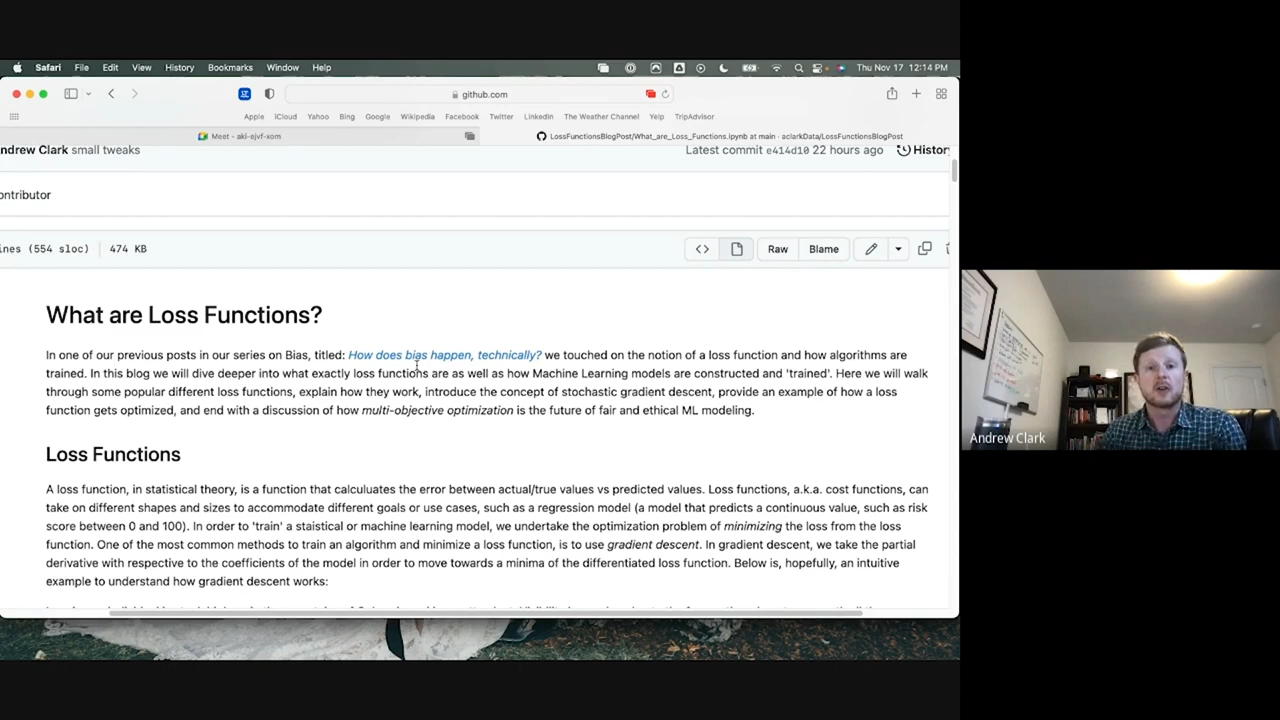 Safari File Edit View History Bookmarks Window Help Thu Nov 17 12:14 PM
github.com
Apple iCloud Yahoo Bing Google Wikipedia Facebook Twitter LinkedIn The Weather Channel Yelp TripAdvisor
Meet - aki-ejvf-xom LossFunctionsBlogPost/What_are_Loss_Functions.ipynb at main · aclarkData/LossFunctionsBlogPost
ndrew Clark small tweaks Latest commit e414d10 22 hours ago Histor
ontributor
ines (554 sloc) 474 KB Raw Blame
What are Loss Functions?
In one of our previous posts in our series on Bias, titled: How does bias happen, technically? we touched on the notion of a loss function and how algorithms are
trained. In this blog we will dive deeper into what exactly loss functions are as well as how Machine Learning models are constructed and 'trained'. Here we will walk
through some popular different loss functions, explain how they work, introduce the concept of stochastic gradient descent, provide an example of how a loss
function gets optimized, and end with a discussion of how multi-objective optimization is the future of fair and ethical ML modeling.
Loss Functions
A loss function, in statistical theory, is a function that calculuates the error between actual/true values vs predicted values. Loss functions, a.k.a. cost functions, can
take on different shapes and sizes to accommodate different goals or use cases, such as a regression model (a model that predicts a continuous value, such as risk
score between 0 and 100). In order to 'train' a staistical or machine learning model, we undertake the optimization problem of minimizing the loss from the loss
function. One of the most common methods to train an algorithm and minimize a loss function, is to use gradient descent. In gradient descent, we take the partial
derivative with respective to the coefficients of the model in order to move towards a minima of the differentiated loss function. Below is, hopefully, an intuitive
example to understand how gradient descent works:
Andrew Clark